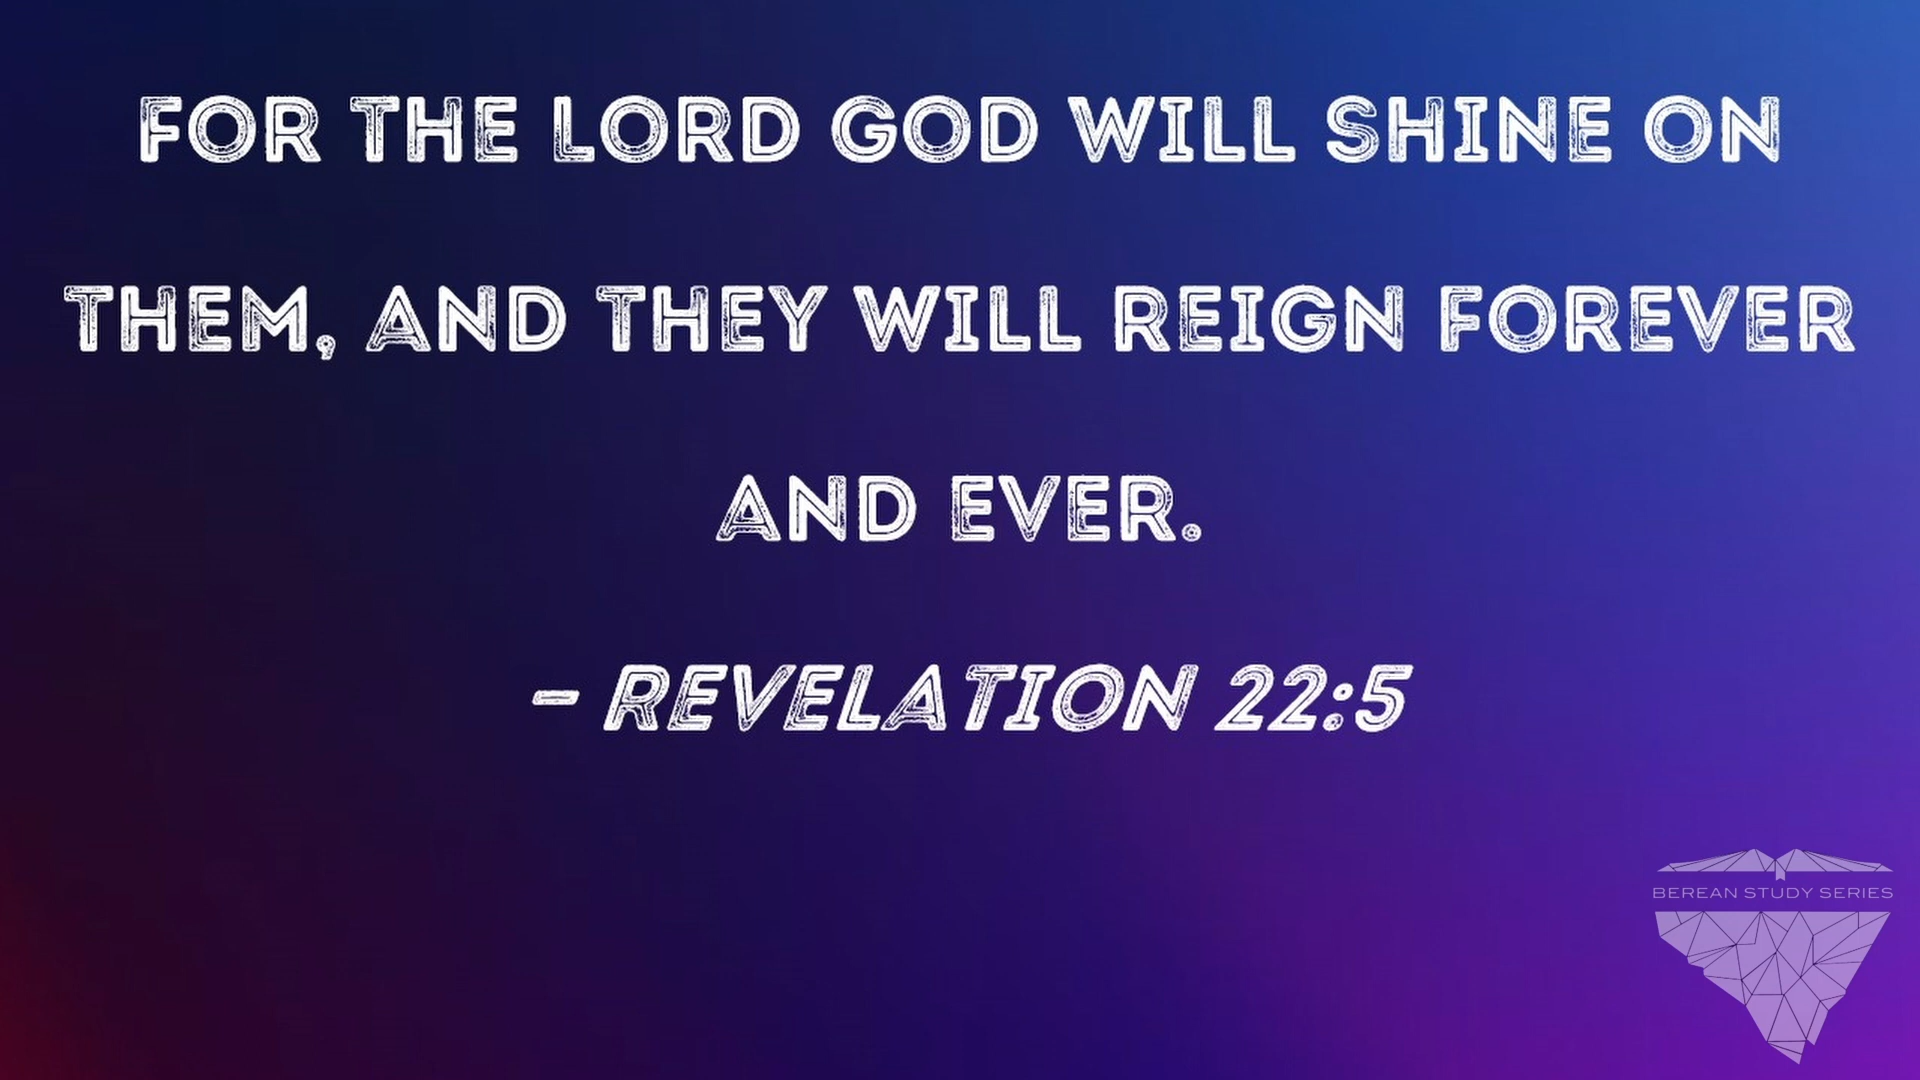 FOR THE LORD GOD WILL SHINE ON
THEM, AND THEY WILL REIGN FOREVER
AND EVER.
- REVELATION 22:5
BEREAN STUDY SERIES